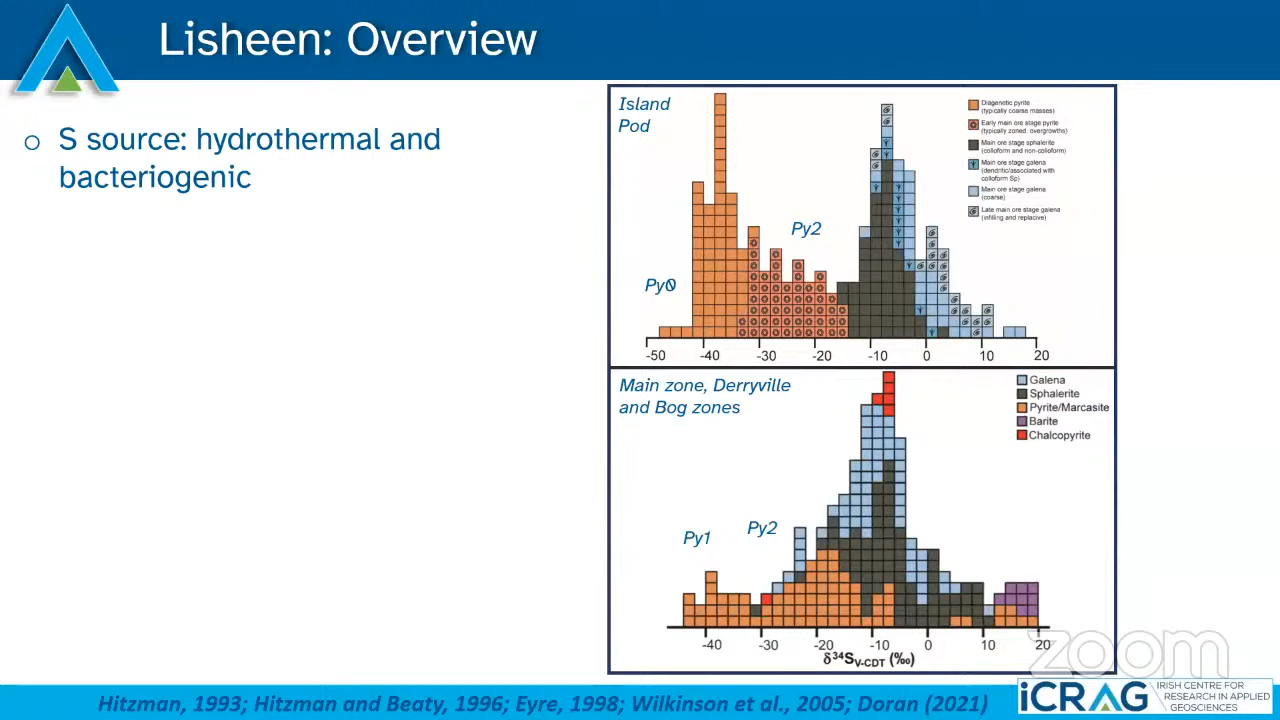 Lisheen: Overview
o S source: hydrothermal and
bacteriogenic
Island
Pod
Py0
Py2
Diagenetic pyrite
(typically coarse masses)
Early main ore stage pyrite
(typically zoned. overgrowths)
Main ore stage sphalerite
(colloform and non-colloform)
Main ore stage galena
(dendritic/associated with
colloform Sp)
Main ore stage galena
(coarse)
Late main ore stage galena
(infilling and replacive)
-50 -40 -30 -20 -10 0 10 20
Main zone, Derryville
and Bog zones
Py1
Py2
Galena
Sphalerite
Pyrite/Marcasite
Barite
Chalcopyrite
-40 -30 -20 -10 0 10 20
δ³⁴S V-CDT (‰)
zoom
Hitzman, 1993; Hitzman and Beaty, 1996; Eyre, 1998; Wilkinson et al., 2005; Doran (2021)
iCRAG
IRISH CENTRE FOR
RESEARCH IN APPLIED
GEOSCIENCES